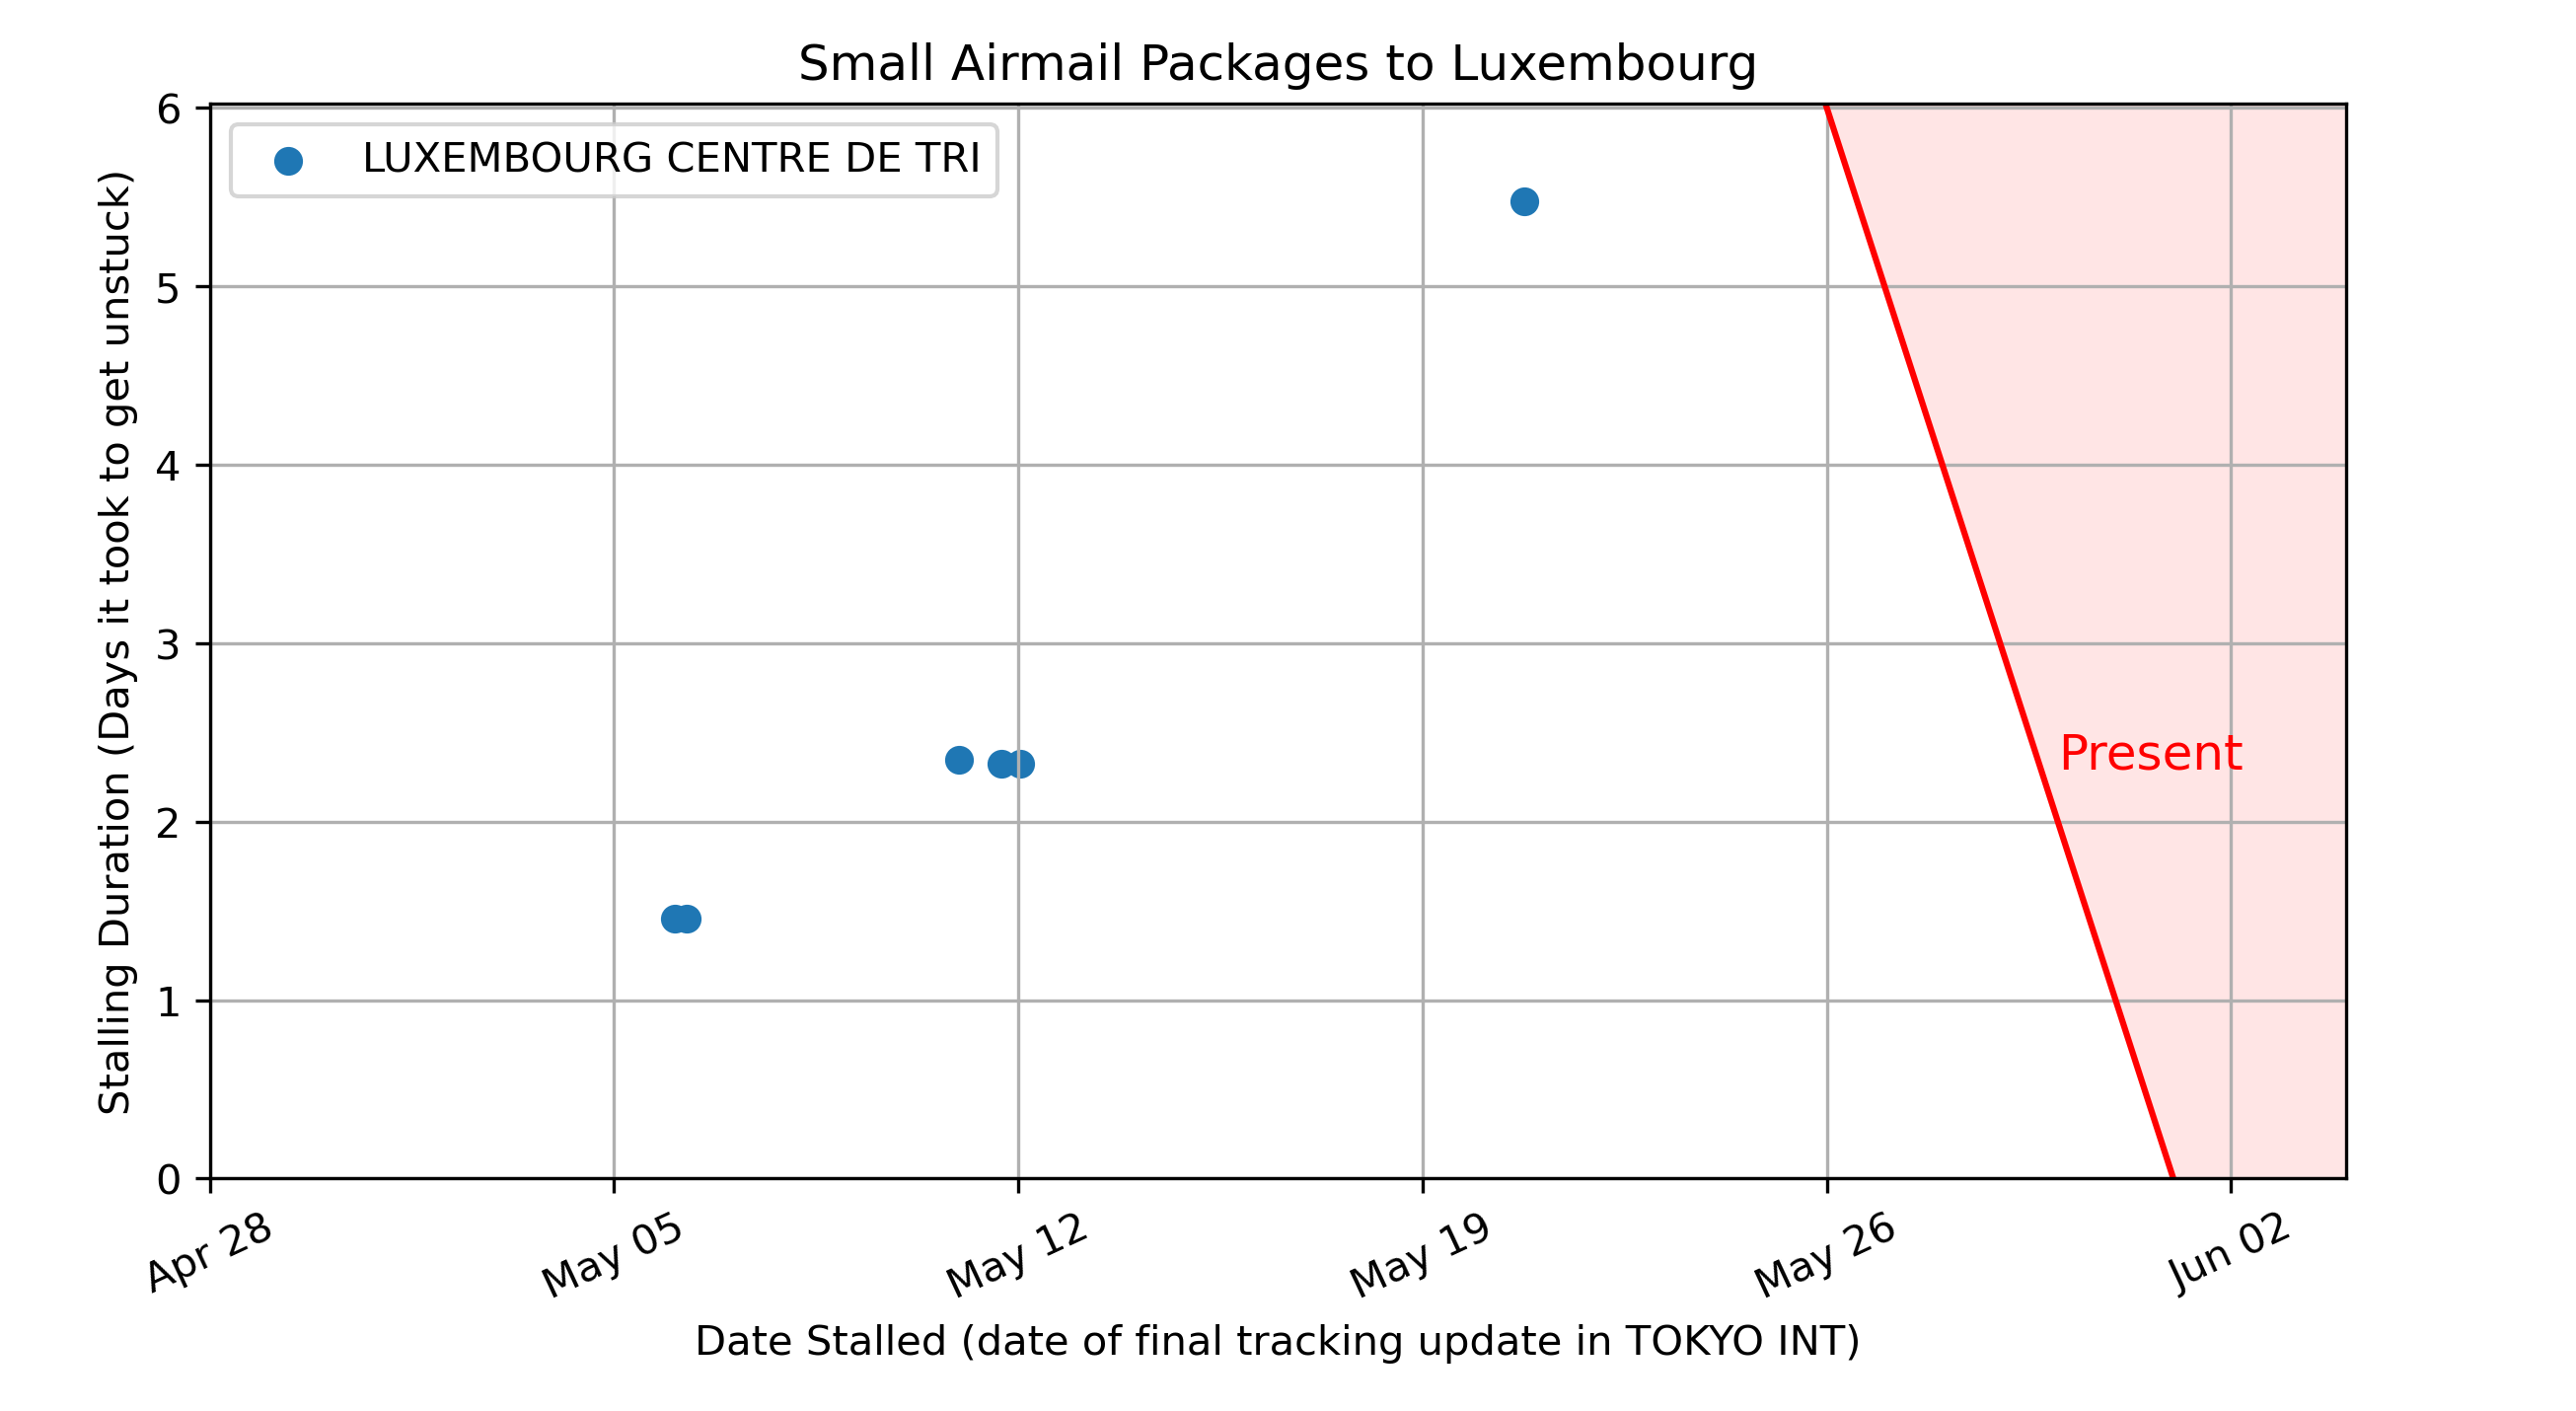 Small Airmail Packages to Luxembourg
LUXEMBOURG CENTRE DE TRI
Stalling Duration (Days it took to get unstuck)
6
5
4
3
2
1
0
Present
Apr 28
May 05
May 12
May 19
May 26
Jun 02
Date Stalled (date of final tracking update in TOKYO INT)